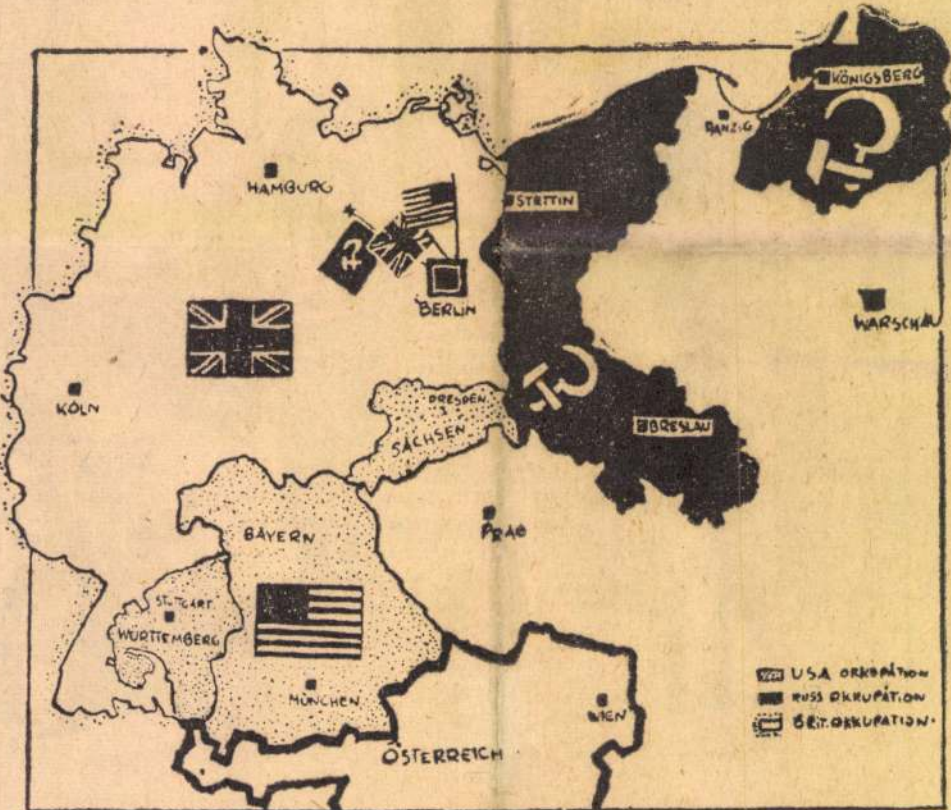 KÖNIGSBERG
DANZIG
HAMBURG
STETTIN
BERLIN
WARSCHAU
KÖLN
DRESDEN
SACHSEN
BRESLAU
PRAG
BAYERN
STUTGART
WÜRTTEMBERG
MÜNCHEN
WIEN
ÖSTERREICH
USA OKKUPATION
RUSS OKKUPATION
BRIT. OKKUPATION.